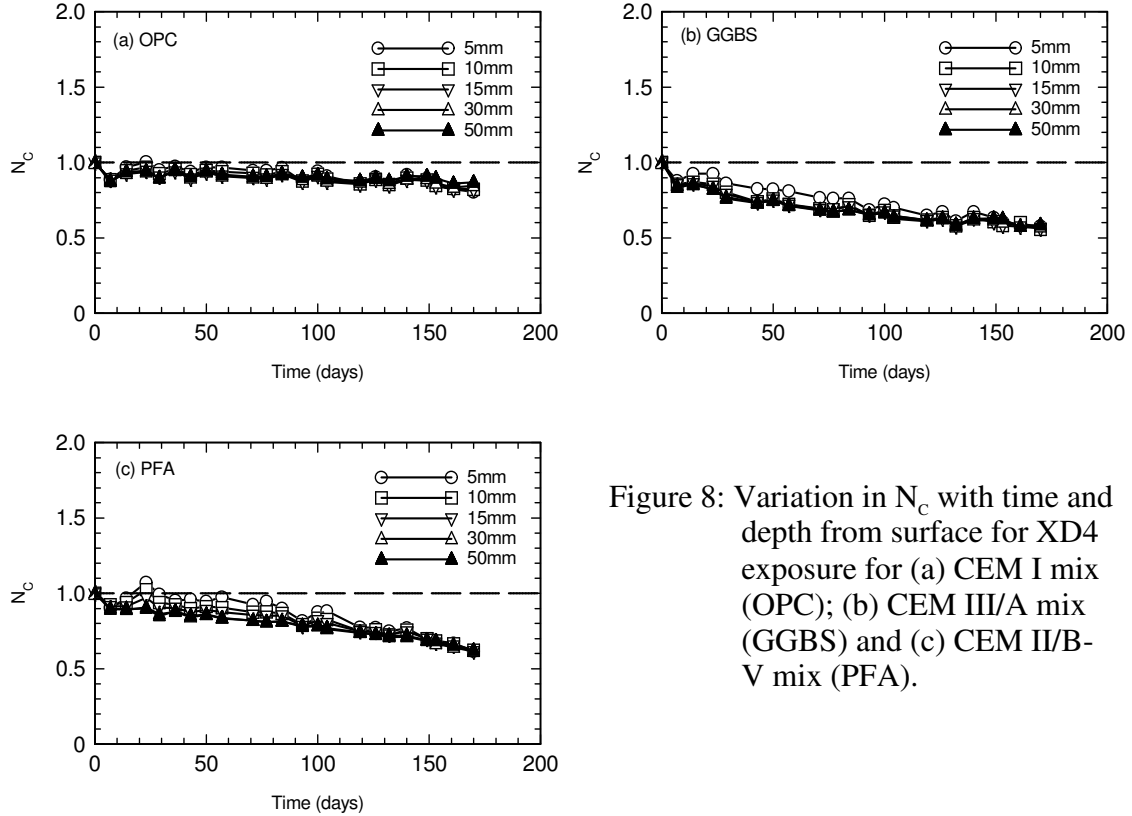 2.0
1.5
1.0
0.5
0
N_C
(a) OPC
5mm
10mm
15mm
30mm
50mm
0 50 100 150 200
Time (days)
2.0
1.5
1.0
0.5
0
N_C
(b) GGBS
5mm
10mm
15mm
30mm
50mm
0 50 100 150 200
Time (days)
2.0
1.5
1.0
0.5
0
N_C
(c) PFA
5mm
10mm
15mm
30mm
50mm
0 50 100 150 200
Time (days)
Figure 8: Variation in N_c with time and
depth from surface for XD4
exposure for (a) CEM I mix
(OPC); (b) CEM III/A mix
(GGBS) and (c) CEM II/B-
V mix (PFA).